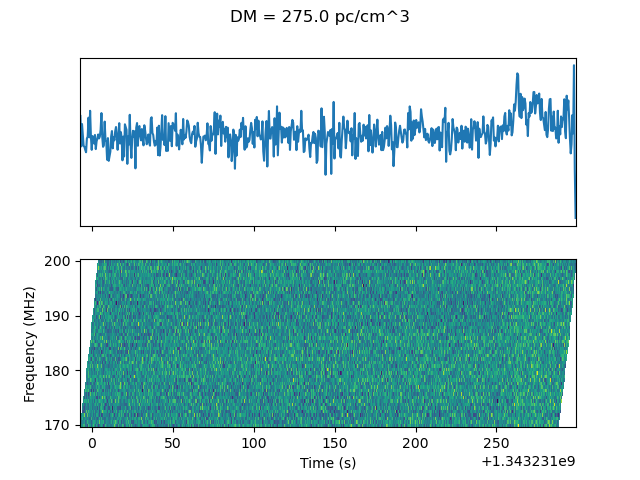 DM = 275.0 pc/cm^3
200
190
180
170
Frequency (MHz)
0 50 100 150 200 250
Time (s)
+1.343231e9